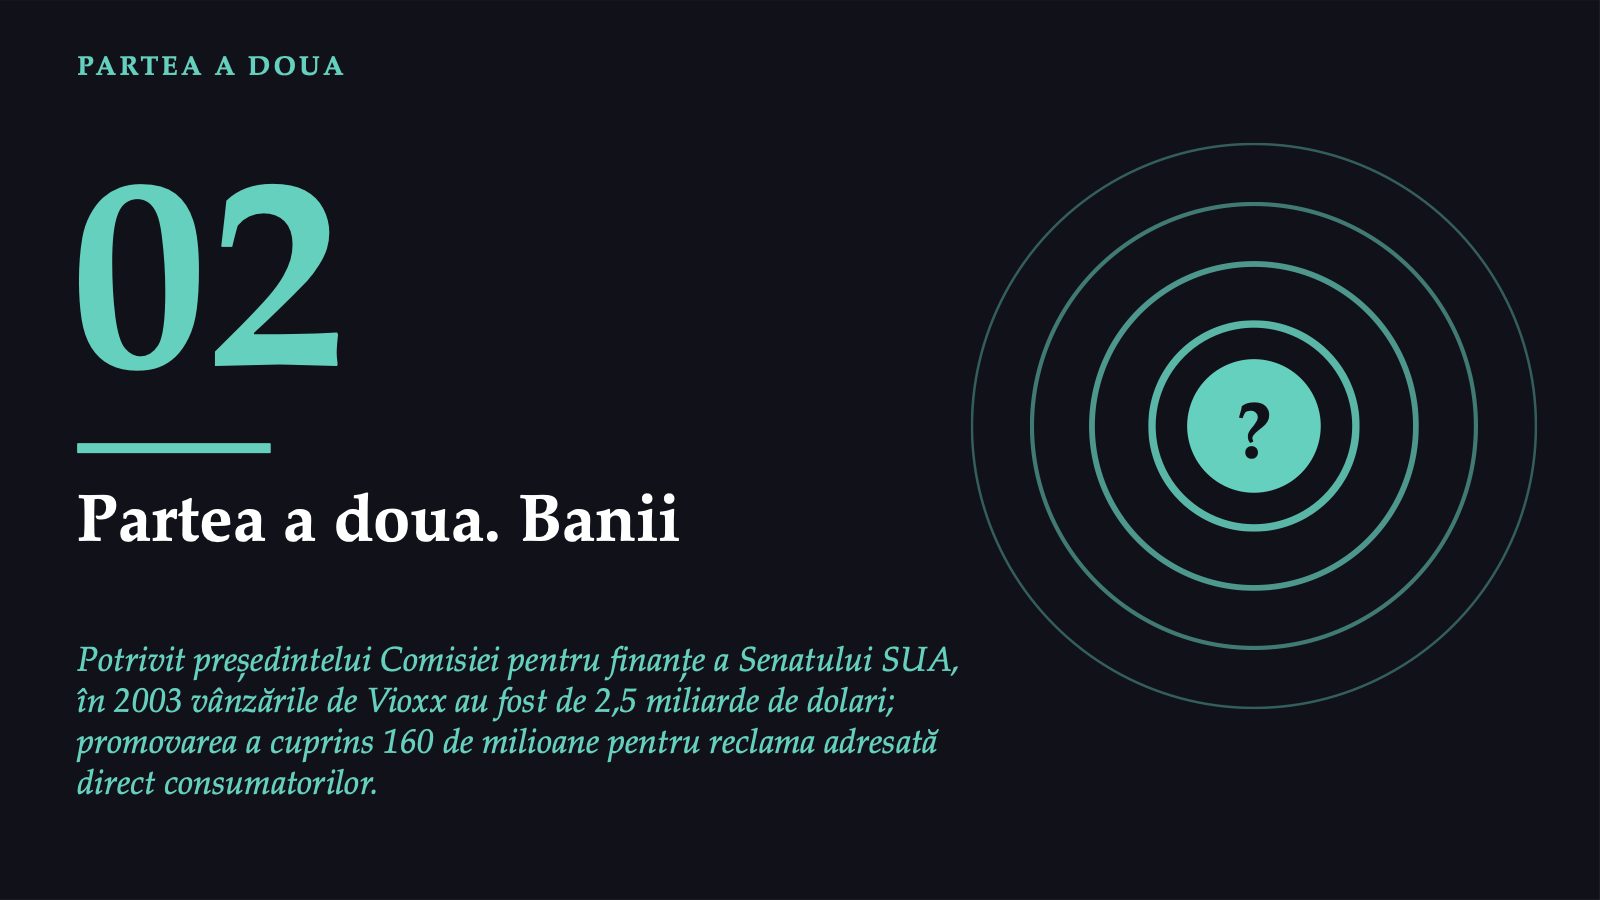 PARTEA A DOUA
02
?
Partea a doua. Banii
Potrivit președintelui Comisiei pentru finanțe a Senatului SUA,
în 2003 vânzările de Vioxx au fost de 2,5 miliarde de dolari;
promovarea a cuprins 160 de milioane pentru reclama adresată
direct consumatorilor.